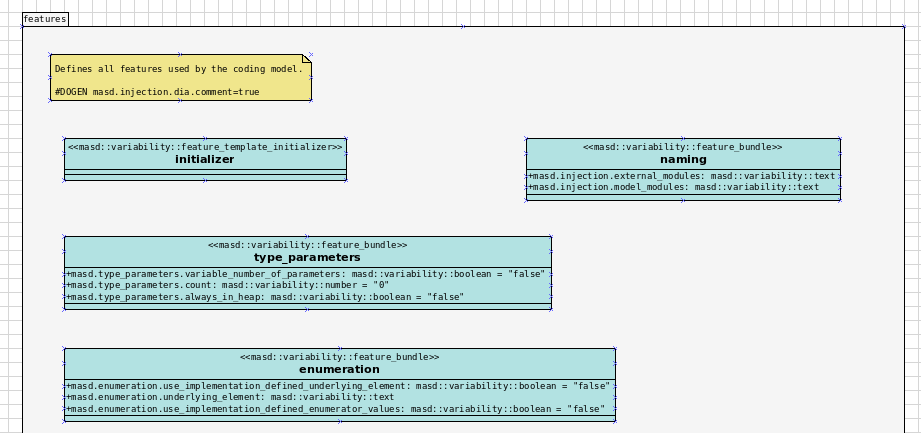 features
Defines all features used by the coding model.
#DOGEN masd.injection.dia.comment=true
<<masd::variability::feature_template_initializer>>
initializer
<<masd::variability::feature_bundle>>
naming
+masd.injection.external_modules: masd::variability::text
+masd.injection.model_modules: masd::variability::text
<<masd::variability::feature_bundle>>
type_parameters
+masd.type_parameters.variable_number_of_parameters: masd::variability::boolean = "false"
+masd.type_parameters.count: masd::variability::number = "0"
+masd.type_parameters.always_in_heap: masd::variability::boolean = "false"
<<masd::variability::feature_bundle>>
enumeration
+masd.enumeration.use_implementation_defined_underlying_element: masd::variability::boolean = "false"
+masd.enumeration.underlying_element: masd::variability::text
+masd.enumeration.use_implementation_defined_enumerator_values: masd::variability::boolean = "false"